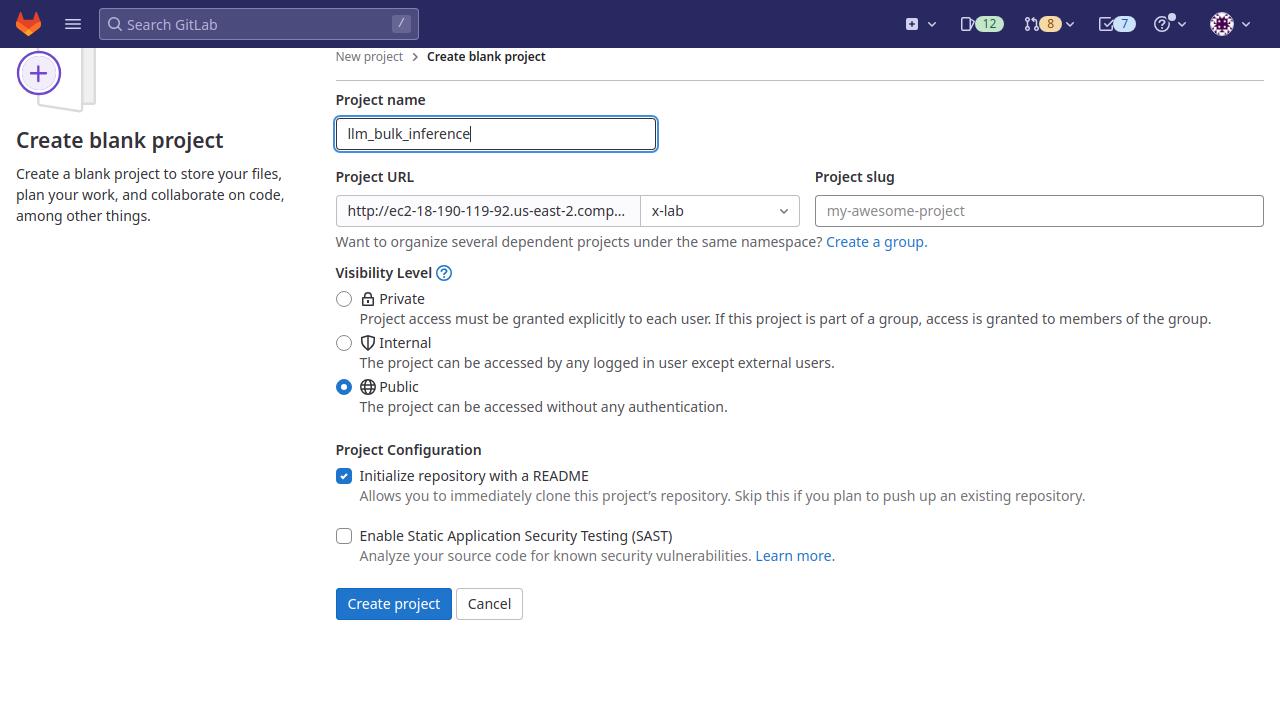 Search GitLab
/
12
8
7
New project
Create blank project
Create blank project
Create a blank project to store your files,
plan your work, and collaborate on code,
among other things.
Project name
llm_bulk_inference
Project URL
Project slug
http://ec2-18-190-119-92.us-east-2.comp...
x-lab
my-awesome-project
Want to organize several dependent projects under the same namespace? Create a group.
Visibility Level
Private
Project access must be granted explicitly to each user. If this project is part of a group, access is granted to members of the group.
Internal
The project can be accessed by any logged in user except external users.
Public
The project can be accessed without any authentication.
Project Configuration
Initialize repository with a README
Allows you to immediately clone this project's repository. Skip this if you plan to push up an existing repository.
Enable Static Application Security Testing (SAST)
Analyze your source code for known security vulnerabilities. Learn more.
Create project
Cancel